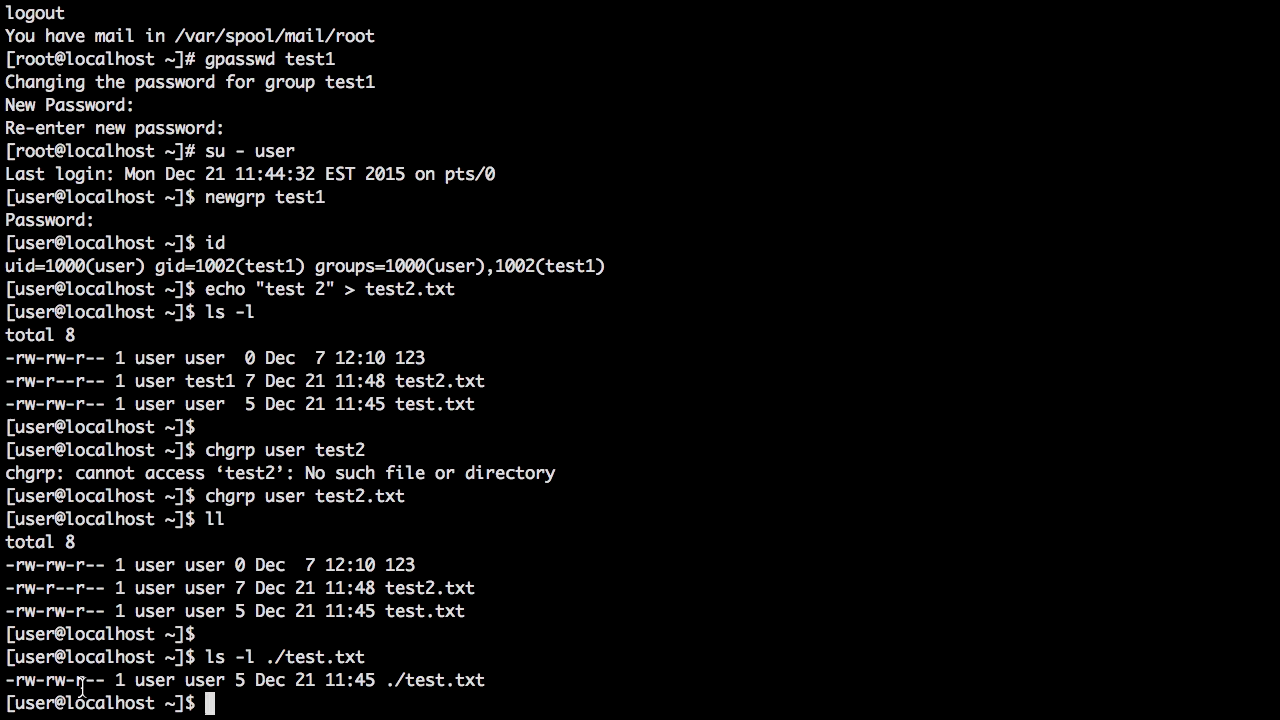 logout
You have mail in /var/spool/mail/root
[root@localhost ~]# gpasswd test1
Changing the password for group test1
New Password:
Re-enter new password:
[root@localhost ~]# su - user
Last login: Mon Dec 21 11:44:32 EST 2015 on pts/0
[user@localhost ~]$ newgrp test1
Password:
[user@localhost ~]$ id
uid=1000(user) gid=1002(test1) groups=1000(user),1002(test1)
[user@localhost ~]$ echo "test 2" > test2.txt
[user@localhost ~]$ ls -l
total 8
-rw-rw-r-- 1 user user  0 Dec  7 12:10 123
-rw-r--r-- 1 user test1 7 Dec 21 11:48 test2.txt
-rw-rw-r-- 1 user user  5 Dec 21 11:45 test.txt
[user@localhost ~]$
[user@localhost ~]$ chgrp user test2
chgrp: cannot access ‘test2’: No such file or directory
[user@localhost ~]$ chgrp user test2.txt
[user@localhost ~]$ ll
total 8
-rw-rw-r-- 1 user user 0 Dec  7 12:10 123
-rw-r--r-- 1 user user 7 Dec 21 11:48 test2.txt
-rw-rw-r-- 1 user user 5 Dec 21 11:45 test.txt
[user@localhost ~]$
[user@localhost ~]$ ls -l ./test.txt
-rw-rw-r-- 1 user user 5 Dec 21 11:45 ./test.txt
[user@localhost ~]$